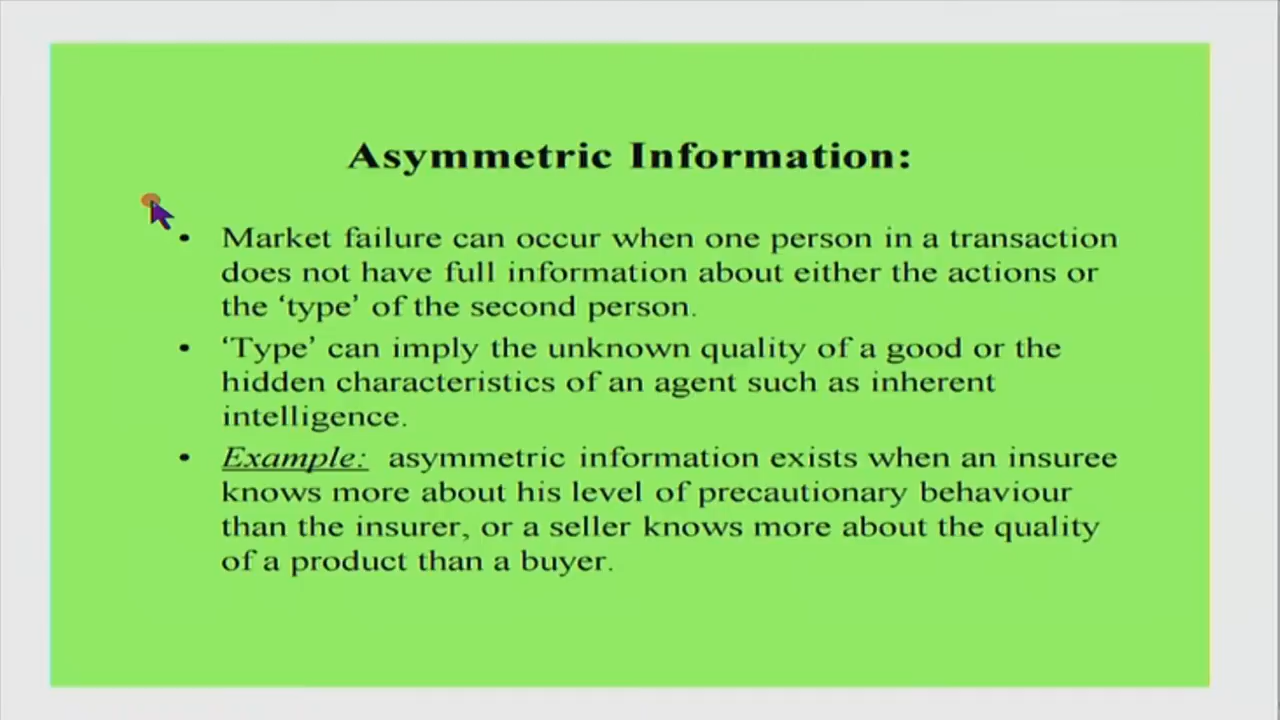 Asymmetric Information:
• Market failure can occur when one person in a transaction
does not have full information about either the actions or
the ‘type’ of the second person.
• ‘Type’ can imply the unknown quality of a good or the
hidden characteristics of an agent such as inherent
intelligence.
• Example: asymmetric information exists when an insuree
knows more about his level of precautionary behaviour
than the insurer, or a seller knows more about the quality
of a product than a buyer.